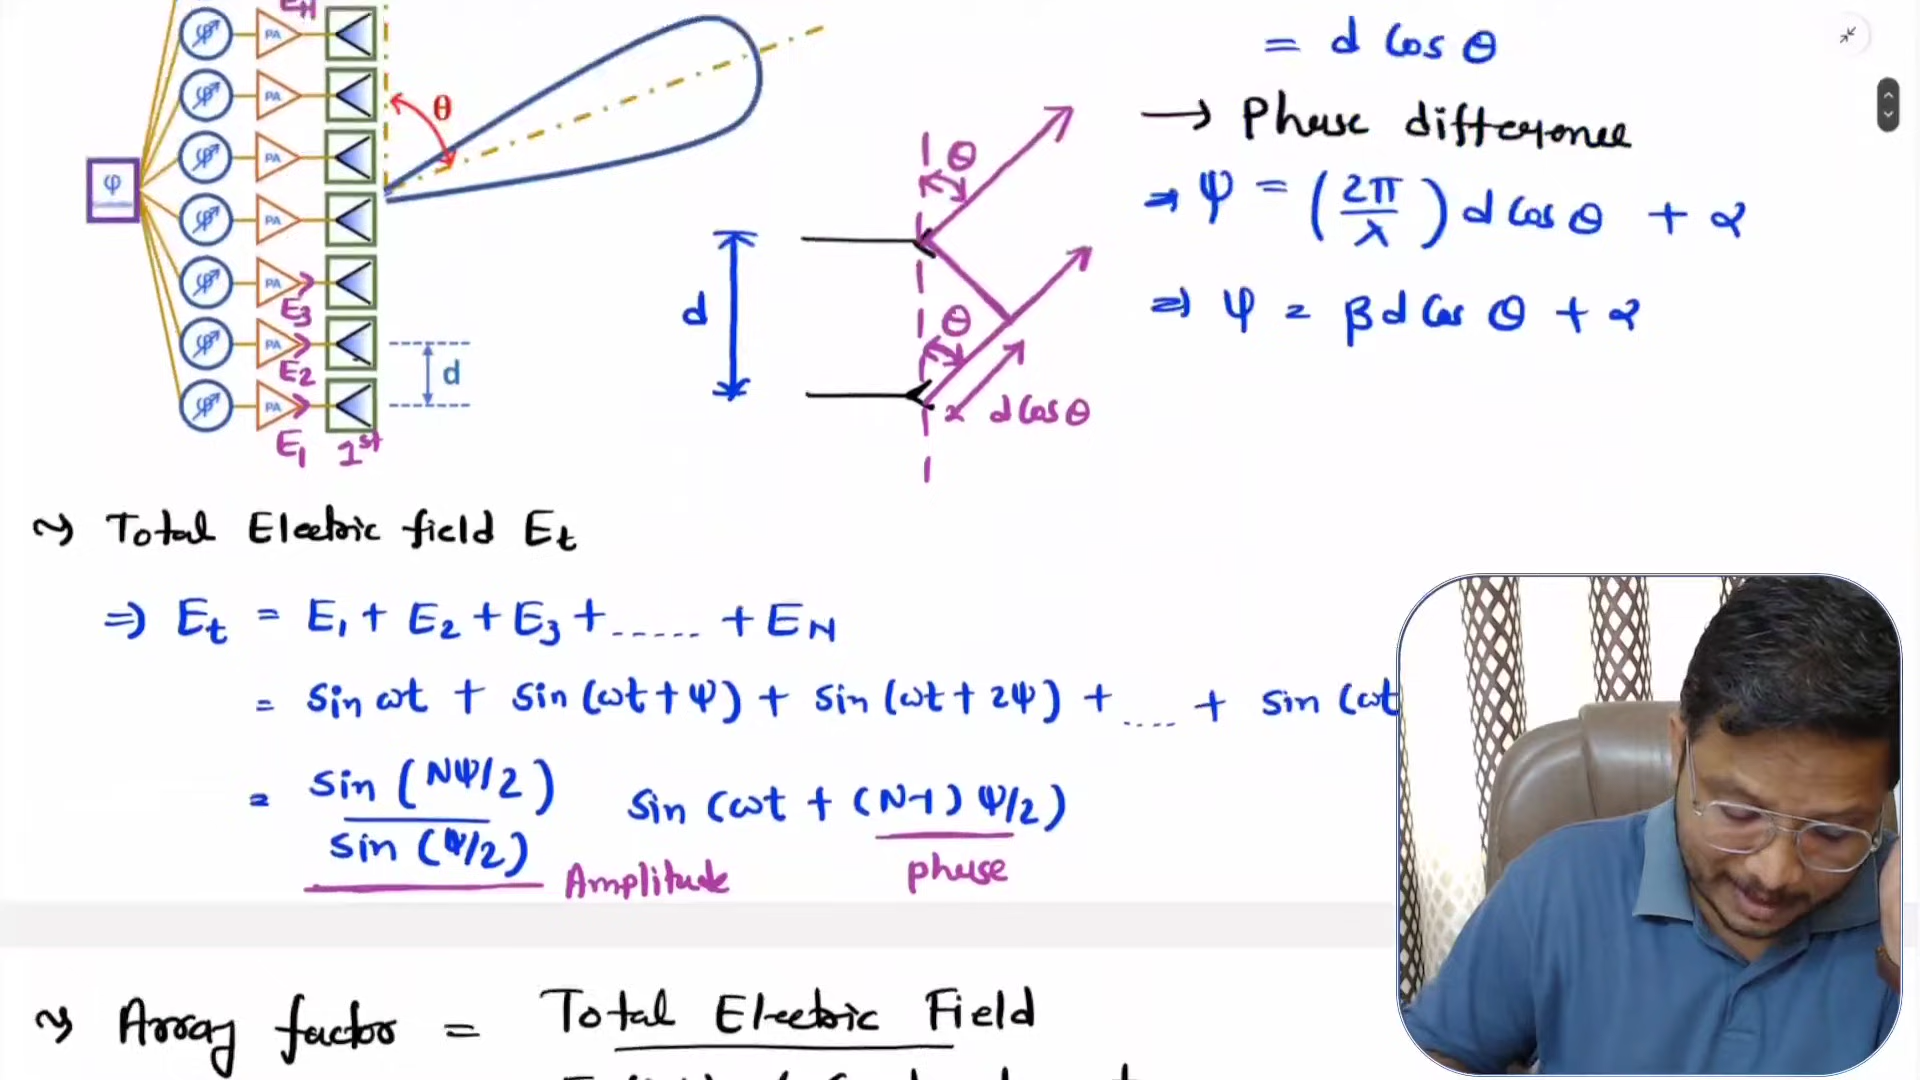 EN
φ PA
φ PA
θ
φ PA
φ
φ PA
φ PA
E3
φ PA
E2
d
φ PA
E1 1st
d
θ
θ
d Cos θ
= d Cos θ
→ Phase difference
⇒ Ψ = (2π/λ) d Cos θ + α
⇒ Ψ = β d Cos θ + α
~> Total Electric field Et
⇒ Et = E1 + E2 + E3 + ...... + EN
= Sin ωt + Sin (ωt + Ψ) + Sin (ωt + 2Ψ) + .... + Sin (ωt
= Sin (NΨ/2) / Sin (Ψ/2) Sin (ωt + (N-1) Ψ/2)
Amplitude phase
~> Array factor = Total Electric Field